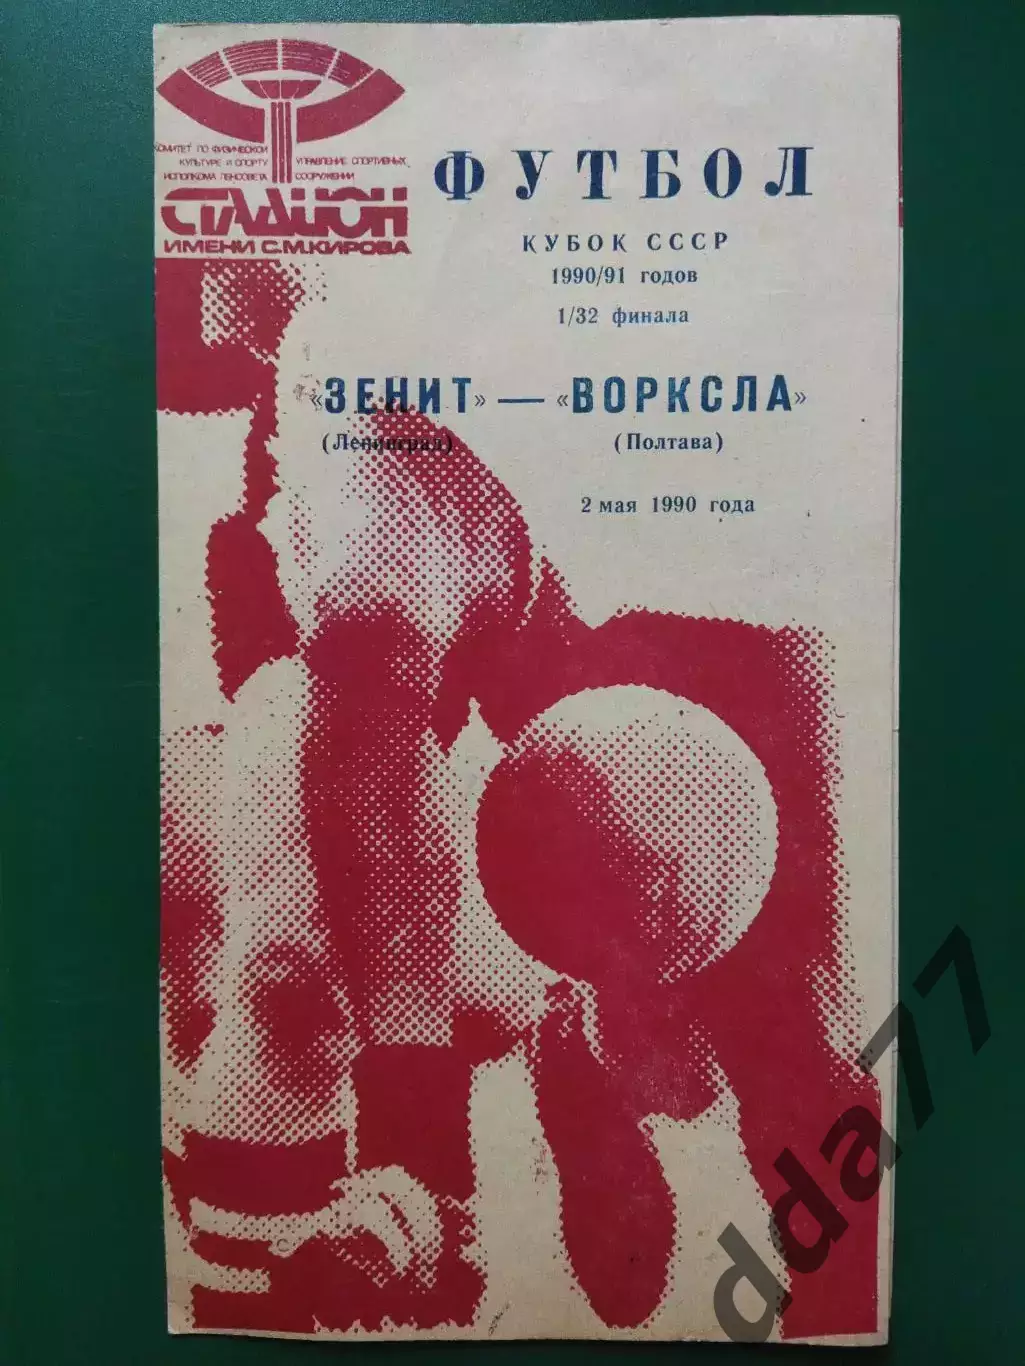 КОМИТЕТ ПО ФИЗИЧЕСКОЙ
КУЛЬТУРЕ И СПОРТУ
ИСПОЛКОМА ЛЕНСОВЕТА
УПРАВЛЕНИЕ СПОРТИВНЫХ
СООРУЖЕНИИ
СТАДИОН
ИМЕНИ С.М.КИРОВА
ФУТБОЛ
КУБОК СССР
1990/91 годов
1/32 финала
«ЗЕНИТ» — «ВОРКСЛА»
(Ленинград) (Полтава)
2 мая 1990 года
dda77